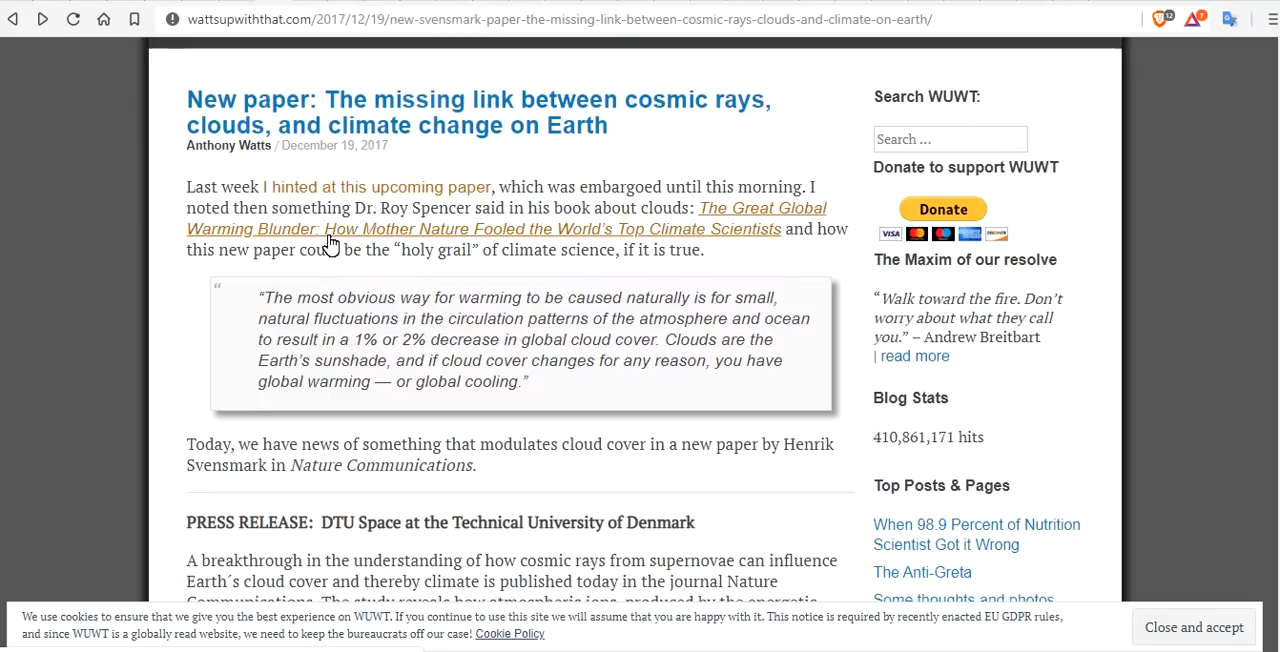 wattsupwiththat.com/2017/12/19/new-svensmark-paper-the-missing-link-between-cosmic-rays-clouds-and-climate-on-earth/
12
7
New paper: The missing link between cosmic rays,
clouds, and climate change on Earth
Anthony Watts / December 19, 2017
Last week I hinted at this upcoming paper, which was embargoed until this morning. I
noted then something Dr. Roy Spencer said in his book about clouds: The Great Global
Warming Blunder: How Mother Nature Fooled the World's Top Climate Scientists and how
this new paper could be the “holy grail” of climate science, if it is true.
“
“The most obvious way for warming to be caused naturally is for small,
natural fluctuations in the circulation patterns of the atmosphere and ocean
to result in a 1% or 2% decrease in global cloud cover. Clouds are the
Earth's sunshade, and if cloud cover changes for any reason, you have
global warming — or global cooling.”
Today, we have news of something that modulates cloud cover in a new paper by Henrik
Svensmark in Nature Communications.
PRESS RELEASE: DTU Space at the Technical University of Denmark
A breakthrough in the understanding of how cosmic rays from supernovae can influence
Earth´s cloud cover and thereby climate is published today in the journal Nature
Communications. The study reveals how atmospheric ions, produced by the energetic
Search WUWT:
Search ...
Donate to support WUWT
Donate
VISA
DISCOVER
The Maxim of our resolve
“Walk toward the fire. Don't
worry about what they call
you.” – Andrew Breitbart
| read more
Blog Stats
410,861,171 hits
Top Posts & Pages
When 98.9 Percent of Nutrition
Scientist Got it Wrong
The Anti-Greta
Some thoughts and photos
We use cookies to ensure that we give you the best experience on WUWT. If you continue to use this site we will assume that you are happy with it. This notice is required by recently enacted EU GDPR rules,
and since WUWT is a globally read website, we need to keep the bureaucrats off our case! Cookie Policy
Close and accept